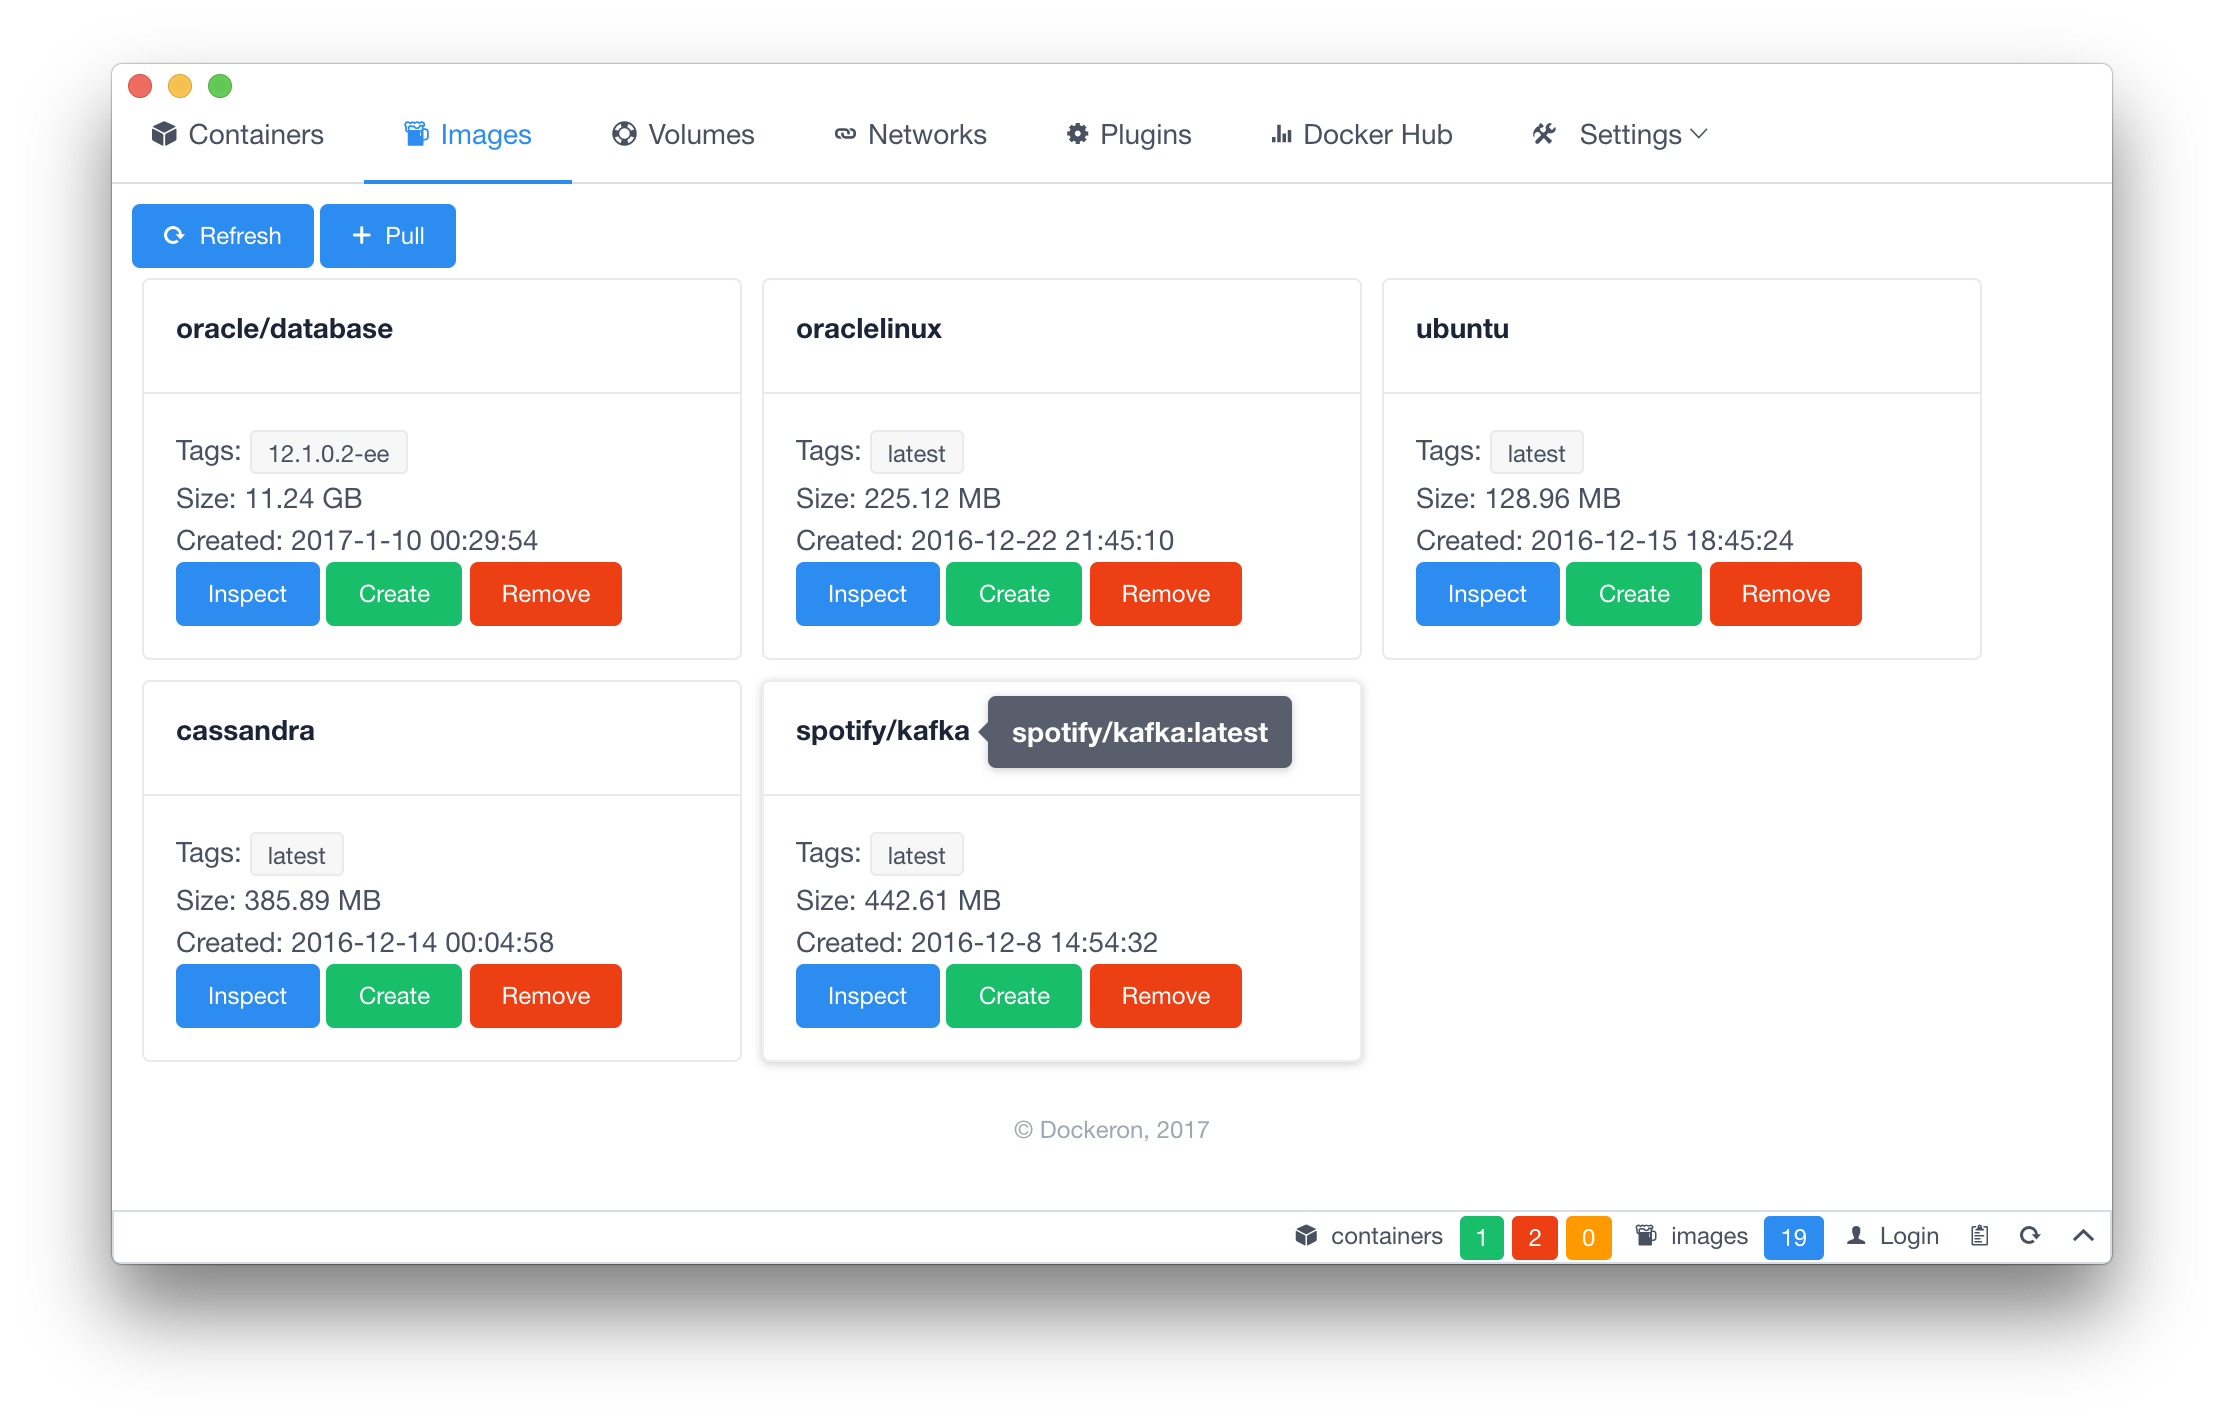 Containers Images Volumes Networks Plugins Docker Hub Settings
Refresh Pull
oracle/database
Tags: 12.1.0.2-ee
Size: 11.24 GB
Created: 2017-1-10 00:29:54
Inspect Create Remove
oraclelinux
Tags: latest
Size: 225.12 MB
Created: 2016-12-22 21:45:10
Inspect Create Remove
ubuntu
Tags: latest
Size: 128.96 MB
Created: 2016-12-15 18:45:24
Inspect Create Remove
cassandra
Tags: latest
Size: 385.89 MB
Created: 2016-12-14 00:04:58
Inspect Create Remove
spotify/kafka spotify/kafka:latest
Tags: latest
Size: 442.61 MB
Created: 2016-12-8 14:54:32
Inspect Create Remove
© Dockeron, 2017
containers 1 2 0 images 19 Login